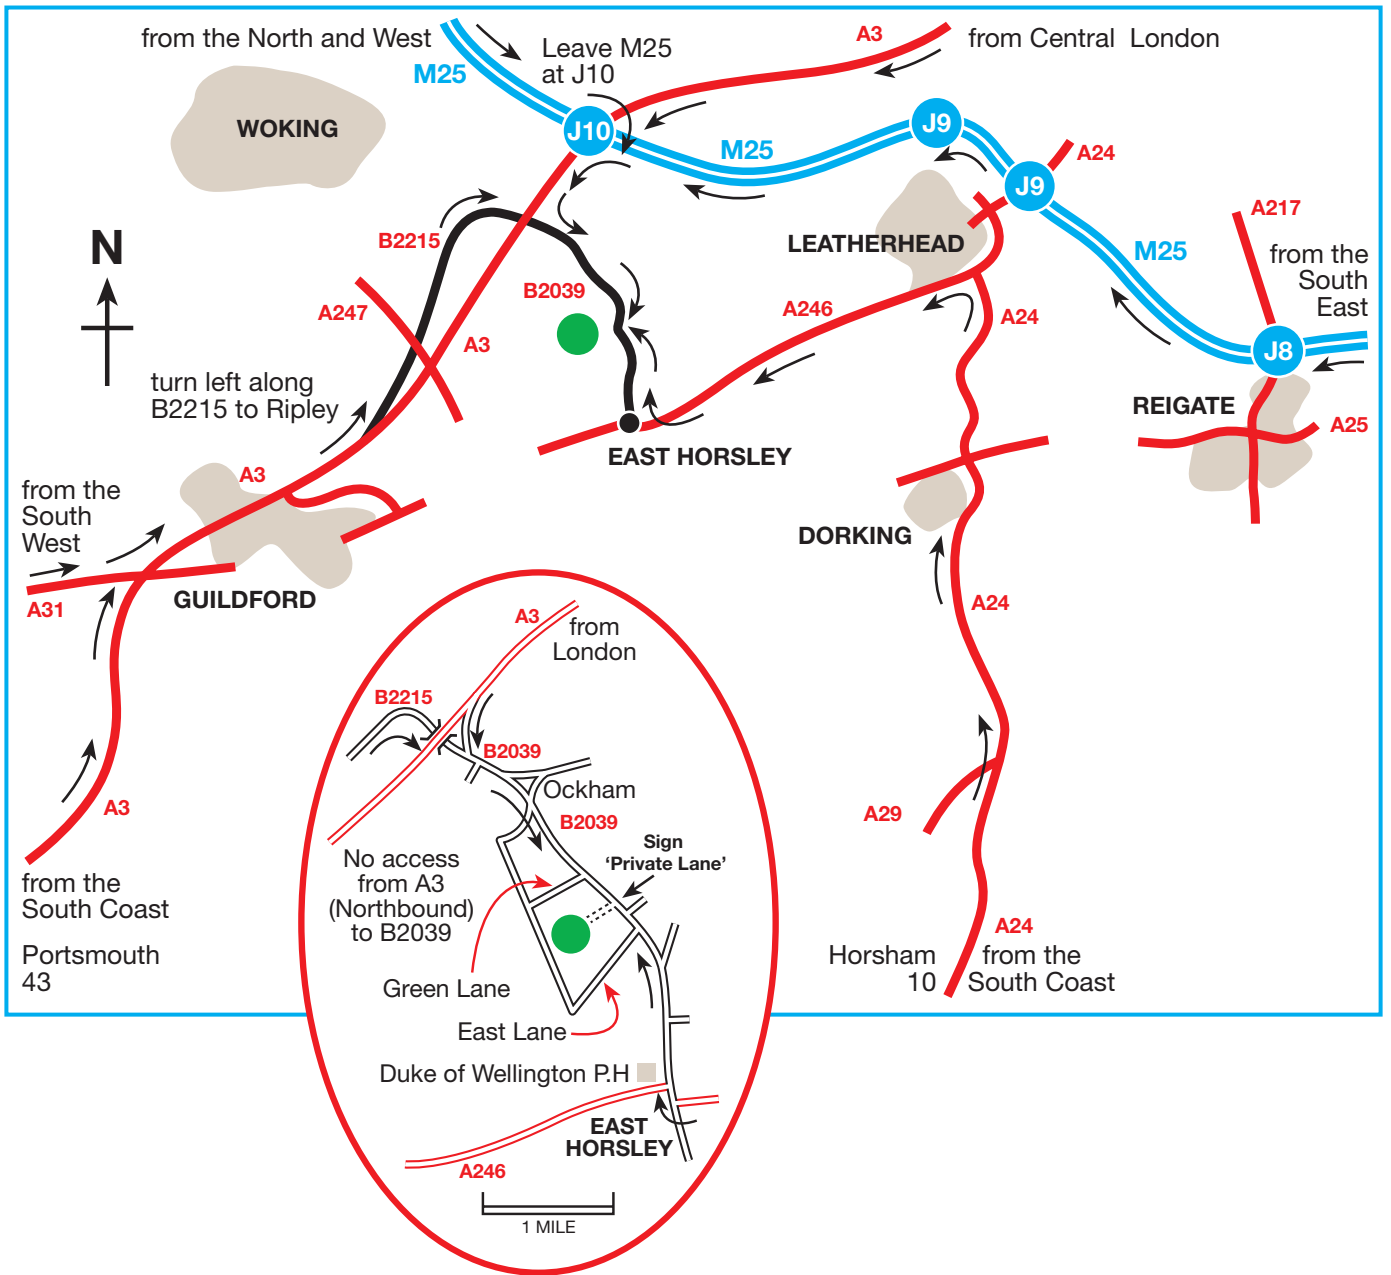 from the North and West
M25
Leave M25
at J10
A3
from Central  London
WOKING
J10
M25
J9
J9
A24
A217
LEATHERHEAD
M25
from the
South
East
N
B2215
B2039
A247
A3
A246
A24
J8
turn left along
B2215 to Ripley
REIGATE
A25
EAST HORSLEY
A3
from the
South
West
DORKING
A31
GUILDFORD
A24
A3
from the
South Coast
Portsmouth
43
A29
A24
Horsham
10
from the
South Coast
A3
from
London
B2215
B2039
Ockham
B2039
Sign
‘Private Lane’
No access
from A3
(Northbound)
to B2039
Green Lane
East Lane
Duke of Wellington P.H
EAST
HORSLEY
A246
1 MILE